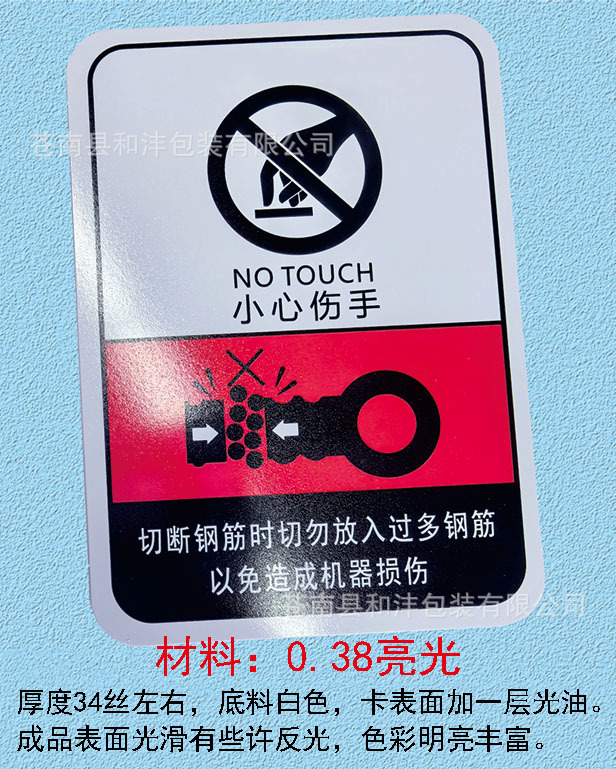 苍南县和沣包装有限公司
NO TOUCH
小心伤手
切断钢筋时切勿放入过多钢筋
以免造成机器损伤
苍南县和沣包装有限公司
材料：0.38亮光
厚度34丝左右，底料白色，卡表面加一层光油。
成品表面光滑有些许反光，色彩明亮丰富。